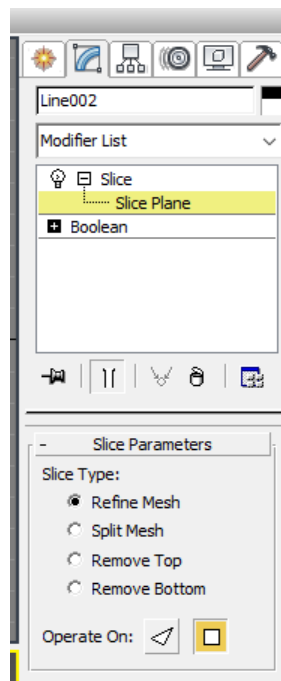 Line002
Modifier List
Slice
Slice Plane
Boolean
- Slice Parameters
Slice Type:
Refine Mesh
Split Mesh
Remove Top
Remove Bottom
Operate On: